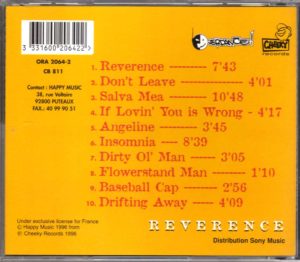 3 331600 206422
ORA 2064-2
CB 811
Contact : HAPPY MUSIC
38, rue Voltaire
92800 PUTEAUX
FAX.: 40 99 90 51
CHEEKY
records
1. Reverence --------- 7'43
2. Don't Leave --------- 4'01
3. Salva Mea --------- 10'48
4. If Lovin' You is Wrong - 4'17
5. Angeline --------- 3'45
6. Insomnia ---- 8'39
7. Dirty Ol' Man ----- 3'05
8. Flowerstand Man ---- 1'10
9. Baseball Cap ------ 2'56
10. Drifting Away ----- 4'09
Under exclusive license for France
© Happy Music 1996 from
℗ Cheeky Records 1996
REVERENCE
Distribution Sony Music